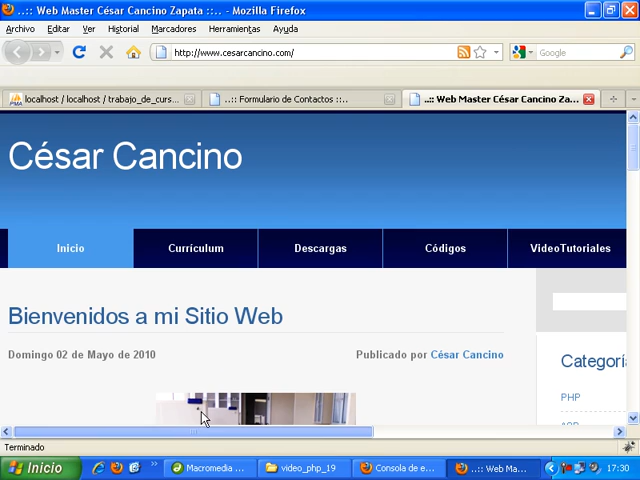 ..:: Web Master César Cancino Zapata ::.. - Mozilla Firefox
Archivo Editar Ver Historial Marcadores Herramientas Ayuda
http://www.cesarcancino.com/
Google
localhost / localhost / trabajo_de_curs...
..:: Formulario de Contactos ::..
..:: Web Master César Cancino Za...
César Cancino
Inicio Currículum Descargas Códigos VideoTutoriales
Bienvenidos a mi Sitio Web
Domingo 02 de Mayo de 2010
Publicado por César Cancino
Categorí
PHP
Terminado
Inicio
Macromedia ...
video_php_19
Consola de e...
..:: Web Ma...
17:30